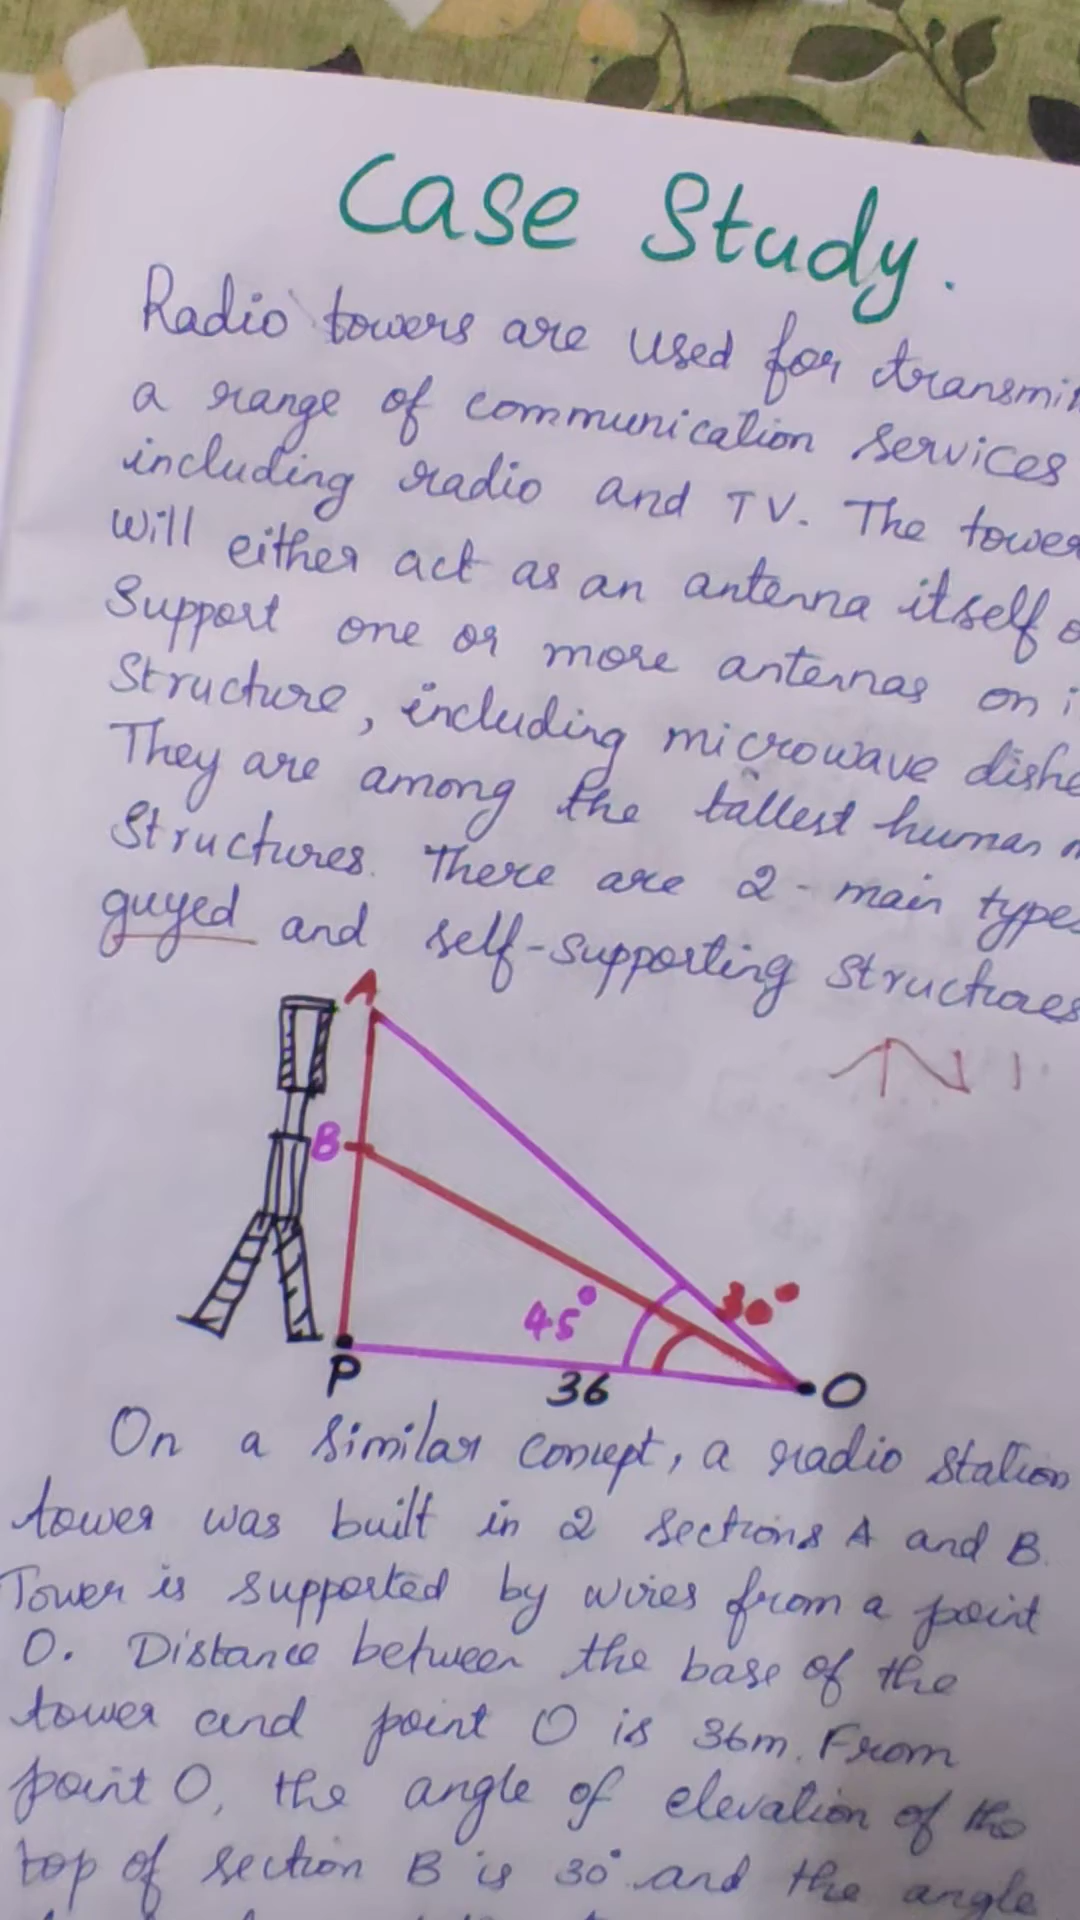 Case Study.
Radio towers are used for
a range of communication services
including radio and TV. The
will either act as an antenna itself
Support one or more antennas on
Structure, including microwave
They are among the tallest human
Structures. There are 2 - main
guyed and self-supporting structures
A
B
45°
30°
P
36
O
On a similar concept, a radio station
tower was built in 2 sections A and B.
Tower is supported by wires from a point
O. Distance between the base of the
tower and point O is 36m. From
point O, the angle of elevation of the
top of section B is 30° and the angle